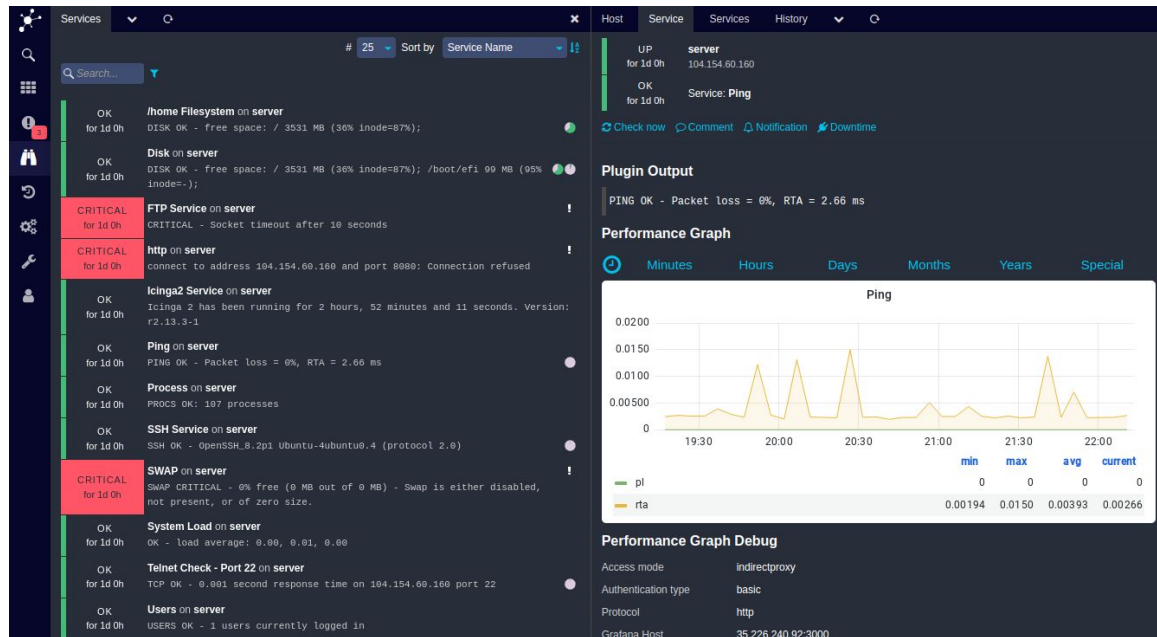 Services
# 25 Sort by Service Name
Search...
3
OK
for 1d 0h
/home Filesystem on server
DISK OK - free space: / 3531 MB (36% inode=87%);
OK
for 1d 0h
Disk on server
DISK OK - free space: / 3531 MB (36% inode=87%); /boot/efi 99 MB (95%
inode=-);
CRITICAL
for 1d 0h
FTP Service on server
CRITICAL - Socket timeout after 10 seconds
CRITICAL
for 1d 0h
http on server
connect to address 104.154.60.160 and port 8080: Connection refused
OK
for 1d 0h
Icinga2 Service on server
Icinga 2 has been running for 2 hours, 52 minutes and 11 seconds. Version:
r2.13.3-1
OK
for 1d 0h
Ping on server
PING OK - Packet loss = 0%, RTA = 2.66 ms
OK
for 1d 0h
Process on server
PROCS OK: 107 processes
OK
for 1d 0h
SSH Service on server
SSH OK - OpenSSH_8.2p1 Ubuntu-4ubuntu0.4 (protocol 2.0)
CRITICAL
for 1d 0h
SWAP on server
SWAP CRITICAL - 0% free (0 MB out of 0 MB) - Swap is either disabled,
not present, or of zero size.
OK
for 1d 0h
System Load on server
OK - load average: 0.00, 0.01, 0.00
OK
for 1d 0h
Telnet Check - Port 22 on server
TCP OK - 0.001 second response time on 104.154.60.160 port 22
OK
for 1d 0h
Users on server
USERS OK - 1 users currently logged in
Host Service Services History
UP
for 1d 0h
server
104.154.60.160
OK
for 1d 0h
Service: Ping
Check now Comment Notification Downtime
Plugin Output
PING OK - Packet loss = 0%, RTA = 2.66 ms
Performance Graph
Minutes Hours Days Months Years Special
Ping
0.0200
0.0150
0.0100
0.00500
0
19:30 20:00 20:30 21:00 21:30 22:00
min max avg current
pl 0 0 0 0
rta 0.00194 0.0150 0.00393 0.00266
Performance Graph Debug
Access mode indirectproxy
Authentication type basic
Protocol http
Grafana Host 35.226.240.92:3000